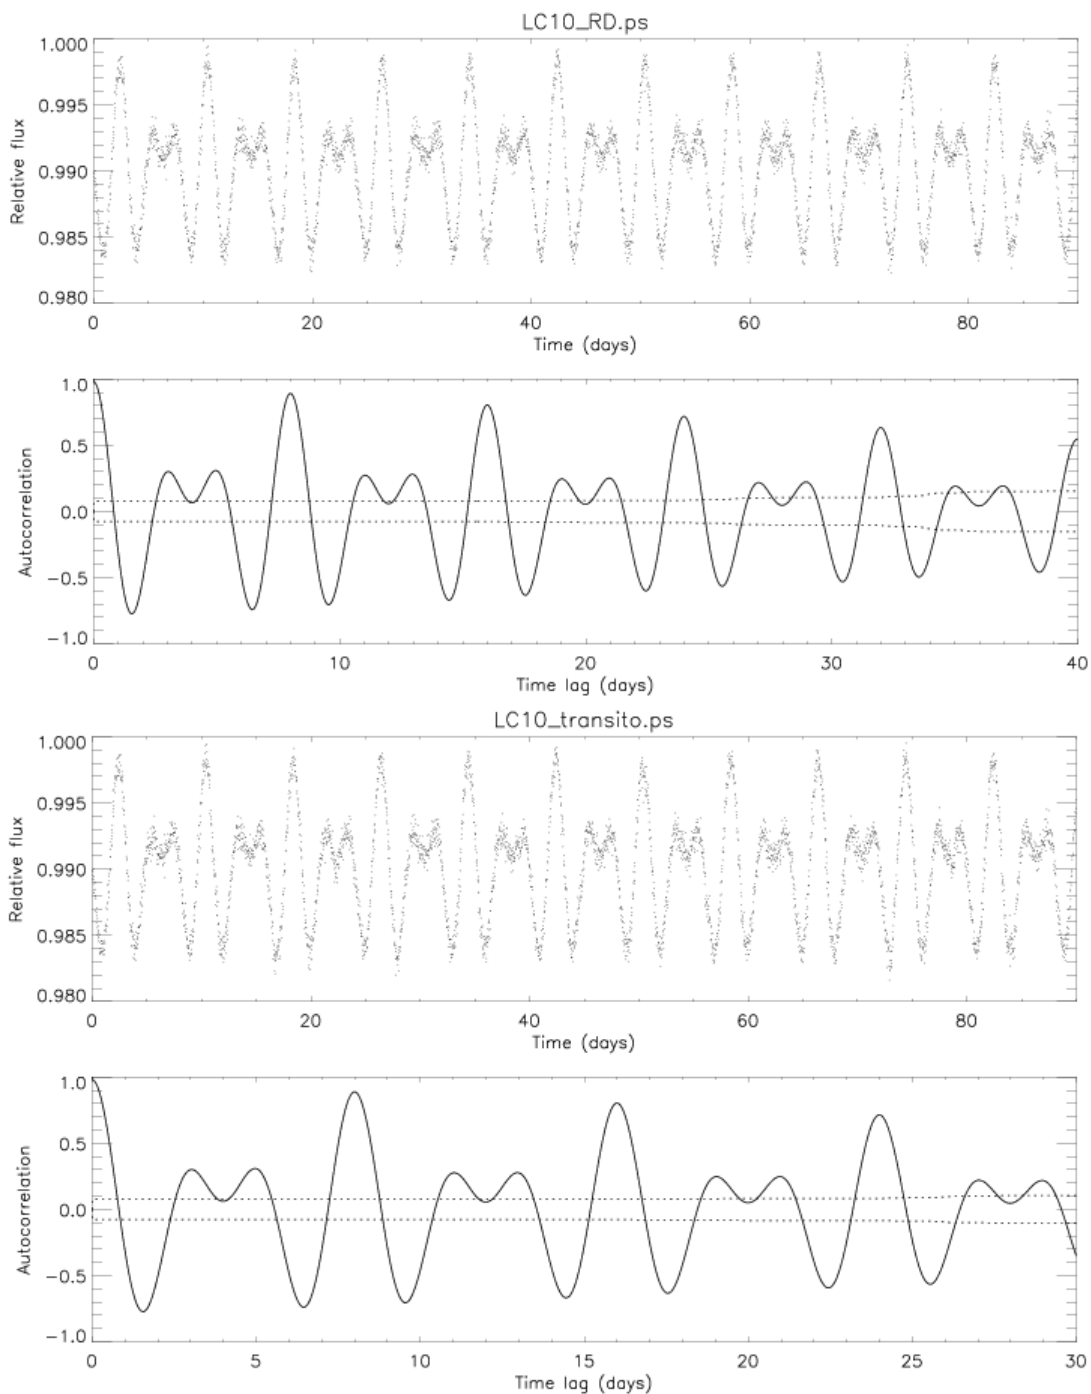 LC10_RD.ps
1.000
0.995
0.990
0.985
0.980
Relative flux
0 20 40 60 80
Time (days)
1.0
0.5
0.0
−0.5
−1.0
Autocorrelation
0 10 20 30 40
Time lag (days)
LC10_transito.ps
1.000
0.995
0.990
0.985
0.980
Relative flux
0 20 40 60 80
Time (days)
1.0
0.5
0.0
−0.5
−1.0
Autocorrelation
0 5 10 15 20 25 30
Time lag (days)